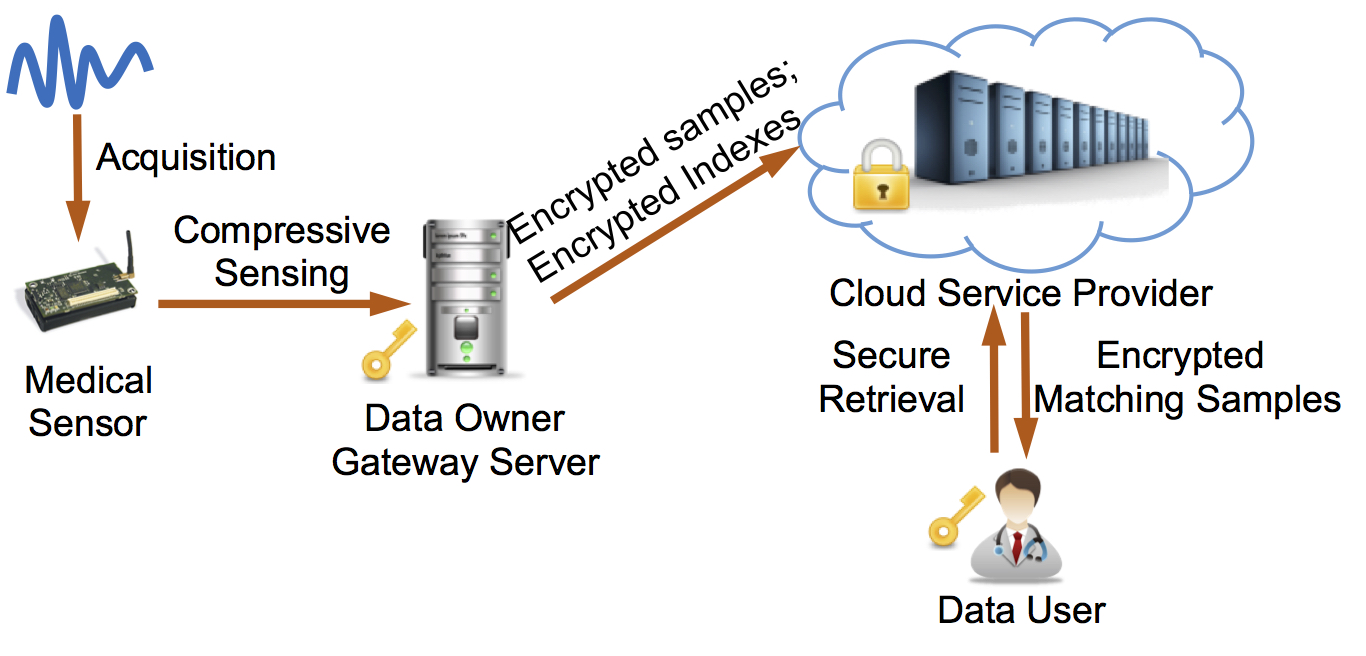 Acquisition
Compressive
Sensing
Encrypted samples;
Encrypted Indexes
Medical
Sensor
Data Owner
Gateway Server
Cloud Service Provider
Secure
Retrieval
Encrypted
Matching Samples
Data User